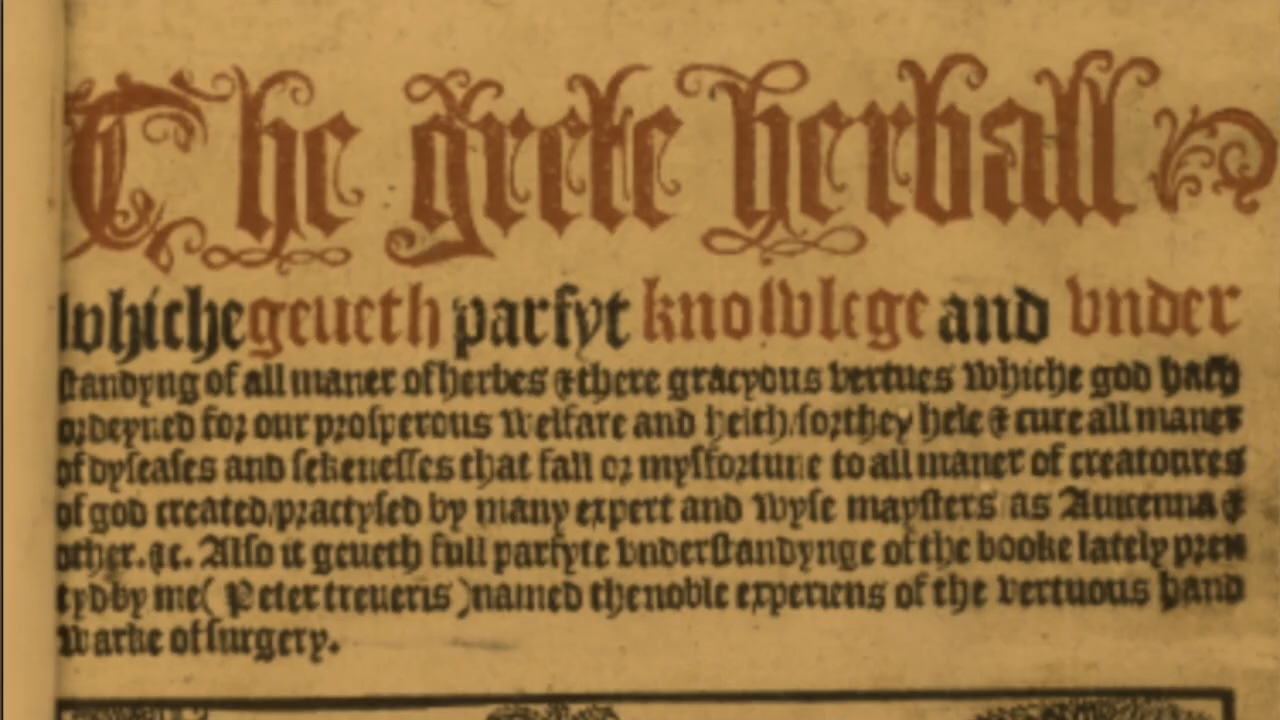 The grete herball
whiche geueth parfyt knowlege and vnder
standyng of all maner of herbes & there gracyous vertues whiche god hath
ordeyned for our prosperous welfare and helth / for they hele & cure all maner
of dyseases and sekenesses that fall or mysfortune to all maner of creatoures
of god created / practysed by many expert and wyse maysters as Auicenna &
other. &c. Also it geueth full parfyte vnderstandynge of the booke lately pren
tyd by me ( Peter treueris ) named the noble experiens of the vertuous hand
warke of surgery.